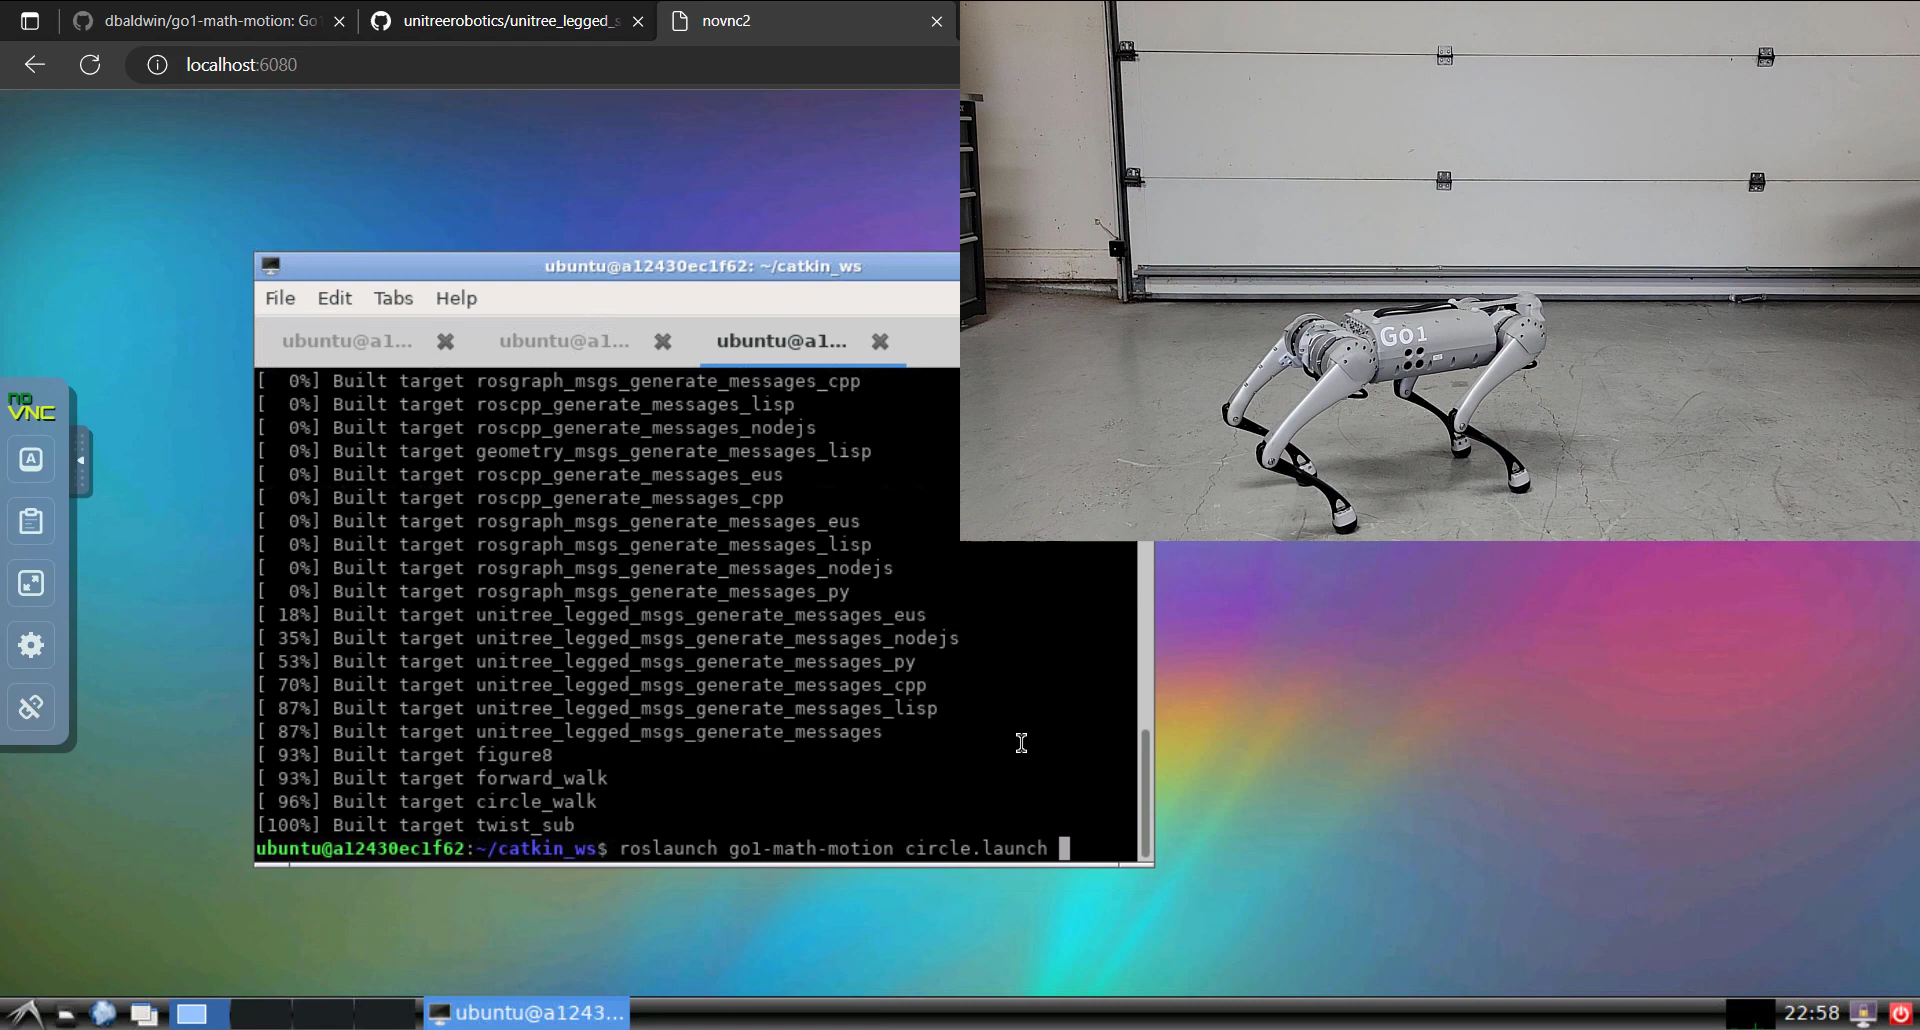 dbaldwin/go1-math-motion: Go
unitreerobotics/unitree_legged_s
novnc2
localhost:6080
ubuntu@a12430ec1f62: ~/catkin_ws
File Edit Tabs Help
ubuntu@a1... ubuntu@a1... ubuntu@a1...
no
VNC
A
[  0%] Built target rosgraph_msgs_generate_messages_cpp
[  0%] Built target roscpp_generate_messages_lisp
[  0%] Built target roscpp_generate_messages_nodejs
[  0%] Built target geometry_msgs_generate_messages_lisp
[  0%] Built target roscpp_generate_messages_eus
[  0%] Built target roscpp_generate_messages_cpp
[  0%] Built target rosgraph_msgs_generate_messages_eus
[  0%] Built target rosgraph_msgs_generate_messages_lisp
[  0%] Built target rosgraph_msgs_generate_messages_nodejs
[  0%] Built target rosgraph_msgs_generate_messages_py
[ 18%] Built target unitree_legged_msgs_generate_messages_eus
[ 35%] Built target unitree_legged_msgs_generate_messages_nodejs
[ 53%] Built target unitree_legged_msgs_generate_messages_py
[ 70%] Built target unitree_legged_msgs_generate_messages_cpp
[ 87%] Built target unitree_legged_msgs_generate_messages_lisp
[ 87%] Built target unitree_legged_msgs_generate_messages
[ 93%] Built target figure8
[ 93%] Built target forward_walk
[ 96%] Built target circle_walk
[100%] Built target twist_sub
ubuntu@a12430ec1f62:~/catkin_ws$ roslaunch go1-math-motion circle.launch
Go1
ubuntu@a1243...
22:58